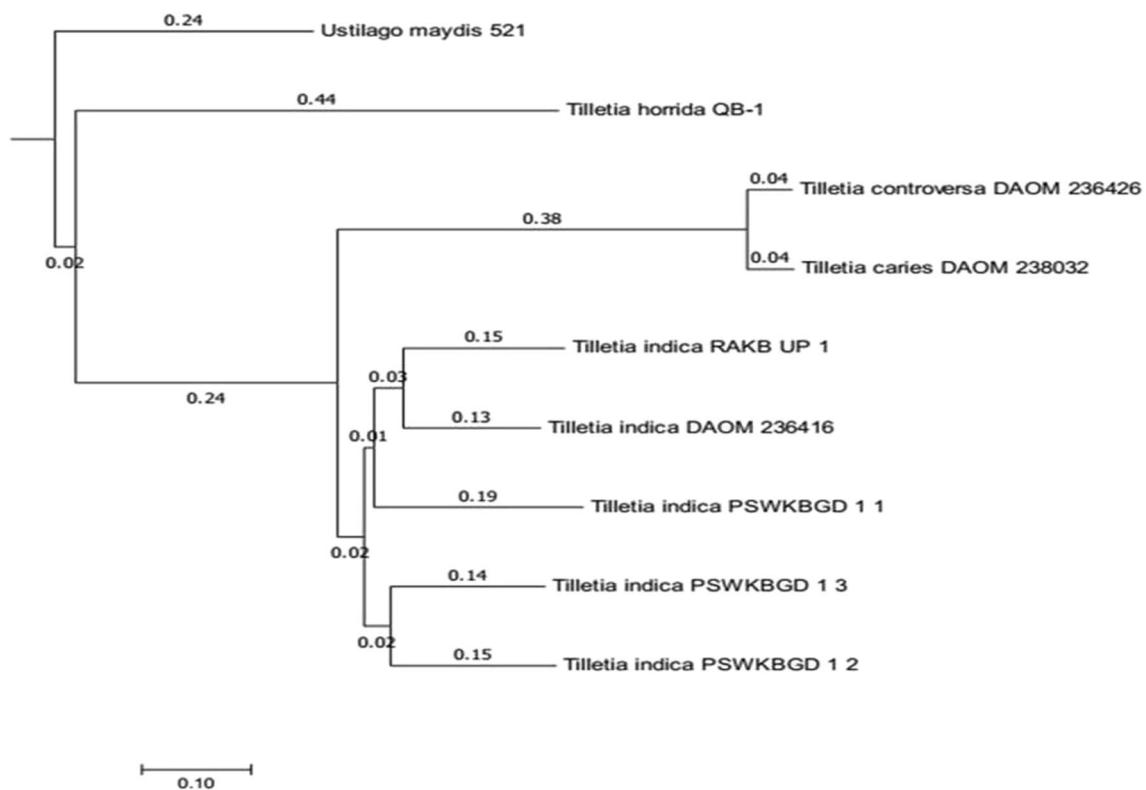 0.24
Ustilago maydis 521
0.44
Tilletia horrida QB-1
0.04
Tilletia controversa DAOM 236426
0.38
0.02
0.04
Tilletia caries DAOM 238032
0.15
Tilletia indica RAKB UP 1
0.03
0.24
0.13
Tilletia indica DAOM 236416
0.01
0.19
Tilletia indica PSWKBGD 1 1
0.02
0.14
Tilletia indica PSWKBGD 1 3
0.02
0.15
Tilletia indica PSWKBGD 1 2
0.10